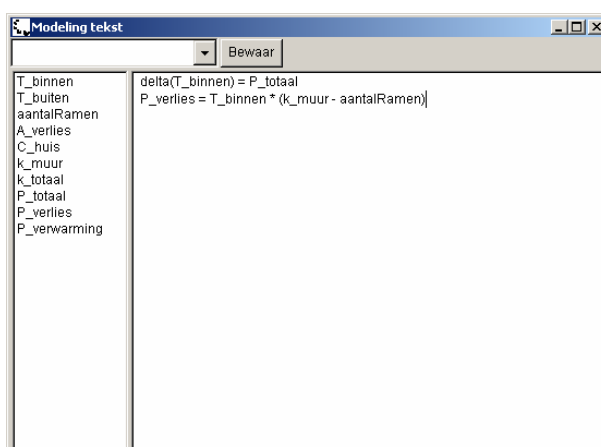 Modeling tekst
Bewaar
T_binnen
T_buiten
aantalRamen
A_verlies
C_huis
k_muur
k_totaal
P_totaal
P_verlies
P_verwarming
delta(T_binnen) = P_totaal
P_verlies = T_binnen * (k_muur - aantalRamen)